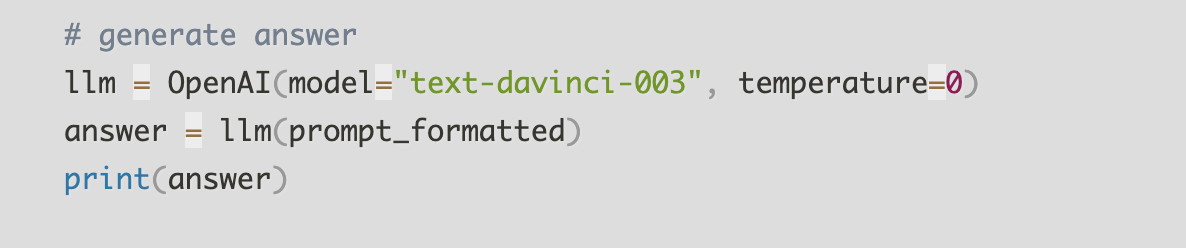 # generate answer
llm = OpenAI(model="text-davinci-003", temperature=0)
answer = llm(prompt_formatted)
print(answer)